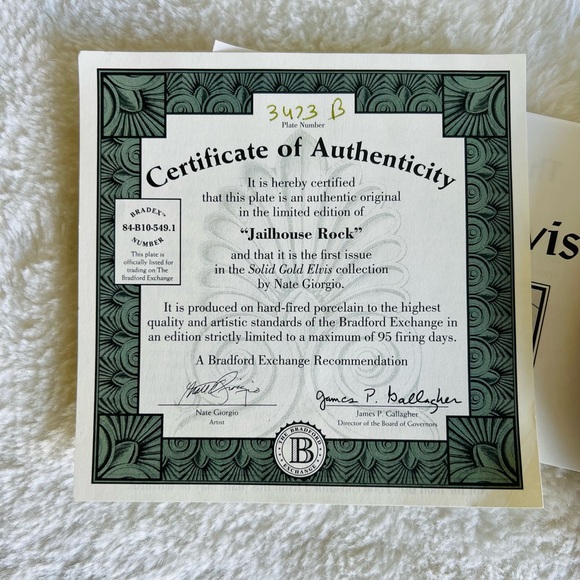 3473 B
Plate Number
Certificate of Authenticity
It is hereby certified
that this plate is an authentic original
in the limited edition of
“Jailhouse Rock”
and that it is the first issue
in the Solid Gold Elvis collection
by Nate Giorgio.
BRADEX™
84-B10-549.1
NUMBER
This plate is
officially listed for
trading on The
Bradford Exchange
It is produced on hard-fired porcelain to the highest
quality and artistic standards of the Bradford Exchange in
an edition strictly limited to a maximum of 95 firing days.
A Bradford Exchange Recommendation
Nate Giorgio
Artist
James P. Gallagher
James P. Gallagher
Director of the Board of Governors
THE BRADFORD
B
EXCHANGE
vis